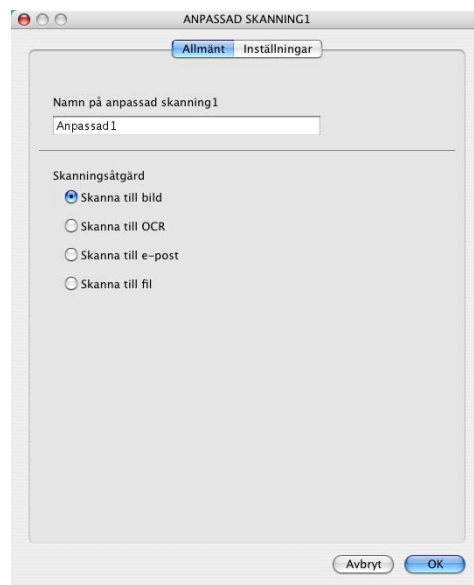 ANPASSAD SKANNING1
Allmänt Inställningar
Namn på anpassad skanning1
Anpassad1
Skanningsåtgärd
Skanna till bild
Skanna till OCR
Skanna till e-post
Skanna till fil
Avbryt OK